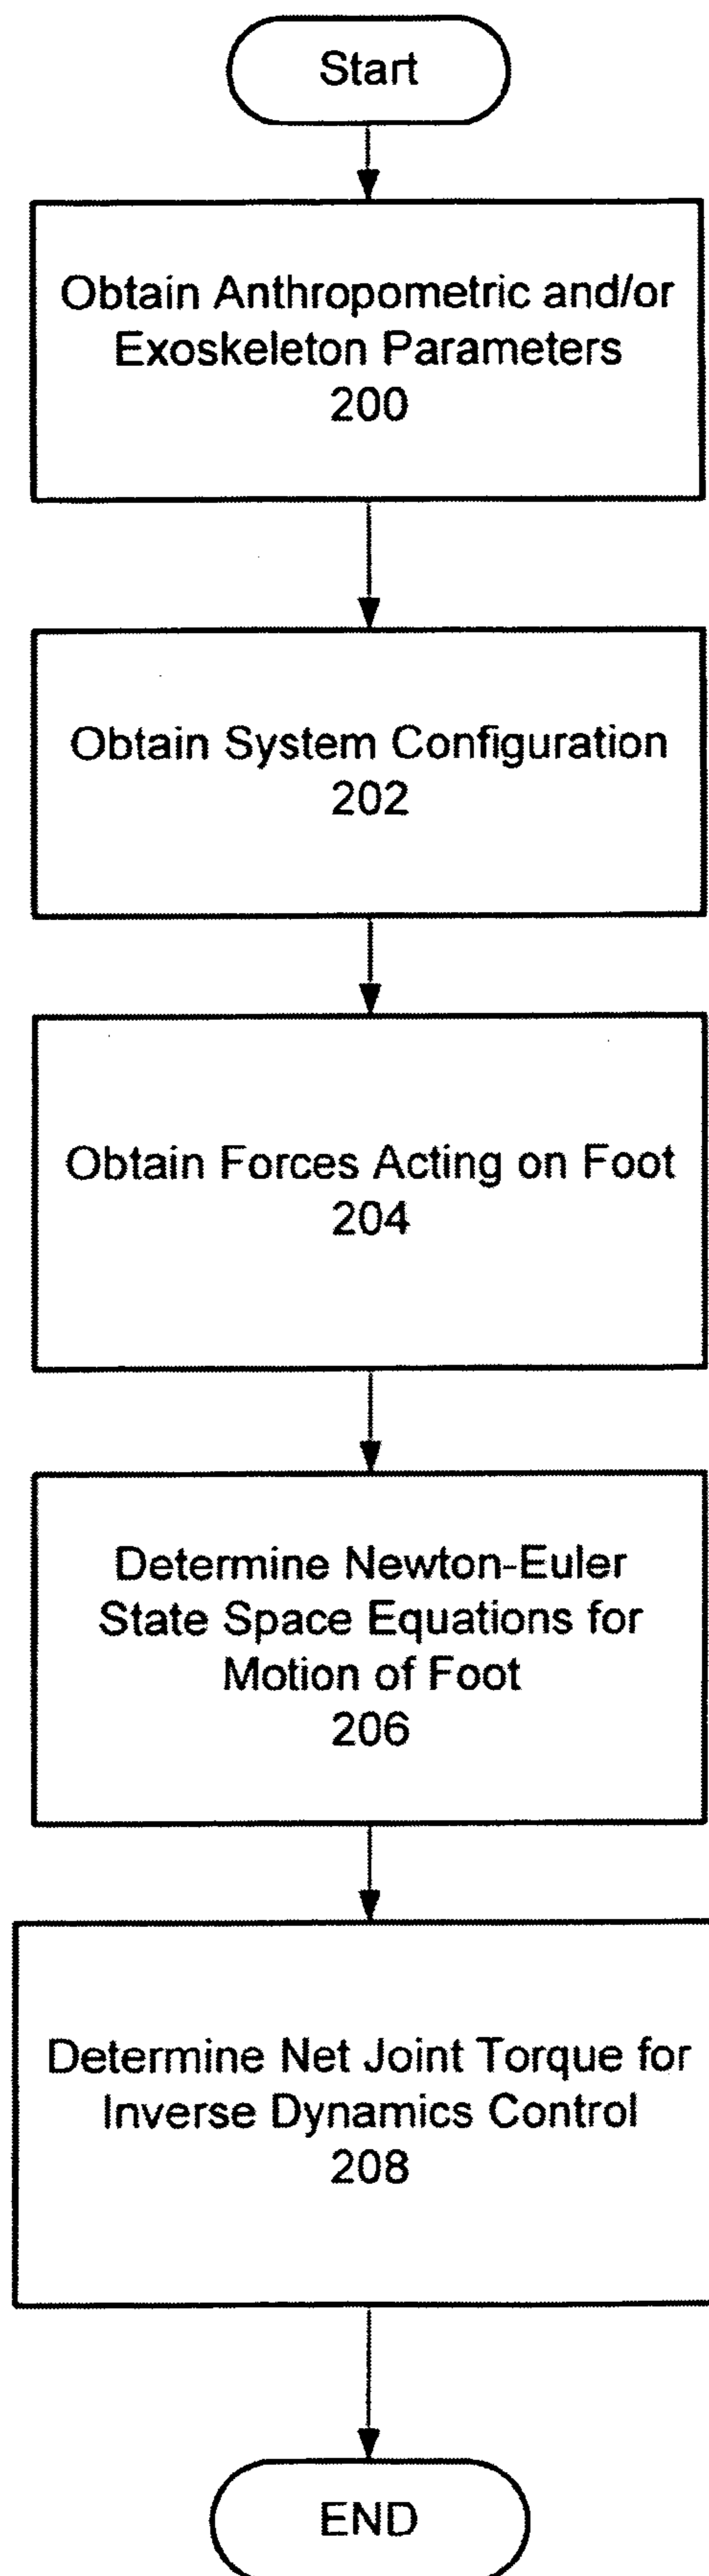 Start
Obtain Anthropometric and/or
Exoskeleton Parameters
200
Obtain System Configuration
202
Obtain Forces Acting on Foot
204
Determine Newton-Euler
State Space Equations for
Motion of Foot
206
Determine Net Joint Torque for
Inverse Dynamics Control
208
END